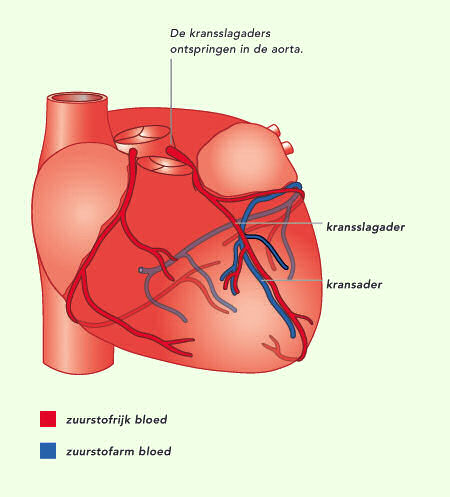 De kransslagaders
ontspringen in de aorta.
kransslagader
kransader
zuurstofrijk bloed
zuurstofarm bloed